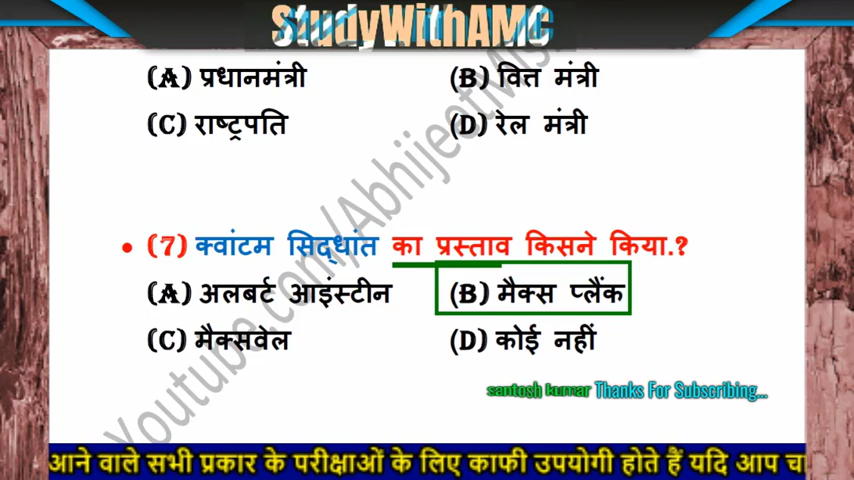 StudyWithAMC
(A) प्रधानमंत्री (B) वित्त मंत्री
(C) राष्ट्रपति (D) रेल मंत्री
• (7) क्वांटम सिद्धांत का प्रस्ताव किसने किया.?
(A) अलबर्ट आइंस्टीन (B) मैक्स प्लैंक
(C) मैक्सवेल (D) कोई नहीं
santosh kumar Thanks For Subscribing...
आने वाले सभी प्रकार के परीक्षाओं के लिए काफी उपयोगी होते हैं यदि आप